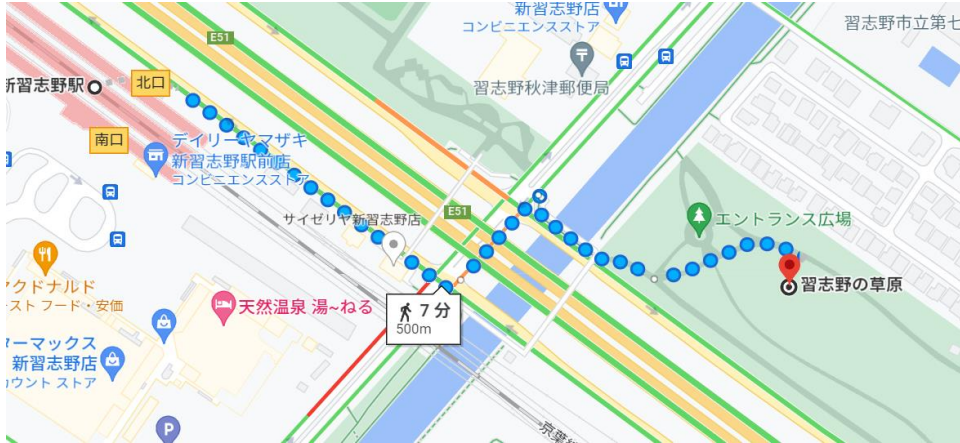 新習志野店
コンビニエンスストア
習志野市立第七
E51
習志野秋津郵便局
新習志野駅
北口
南口
デイリーヤマザキ
新習志野駅前店
コンビニエンスストア
サイゼリヤ新習志野店
E51
エントランス広場
習志野の草原
クドナルド
スト フード・安価
天然温泉 湯~ねる
7 分
500m
ターマックス
新習志野店
カウント ストア
P
京葉